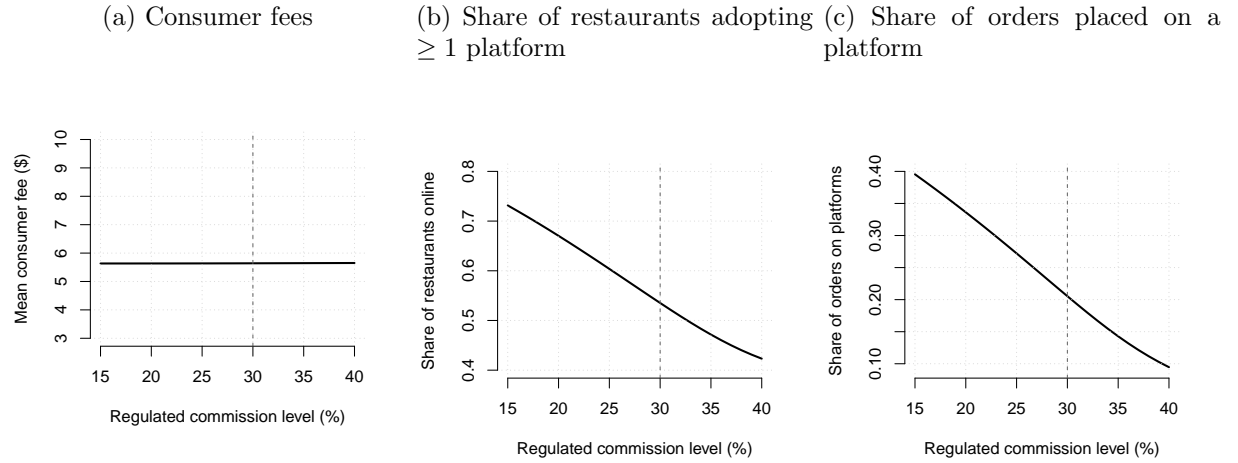 (a) Consumer fees
(b) Share of restaurants adopting
≥ 1 platform
(c) Share of orders placed on a
platform
Mean consumer fee ($)
10
9
8
7
6
5
4
3
15 20 25 30 35 40
Regulated commission level (%)
Share of restaurants online
0.8
0.7
0.6
0.5
0.4
15 20 25 30 35 40
Regulated commission level (%)
Share of orders on platforms
0.40
0.30
0.20
0.10
15 20 25 30 35 40
Regulated commission level (%)